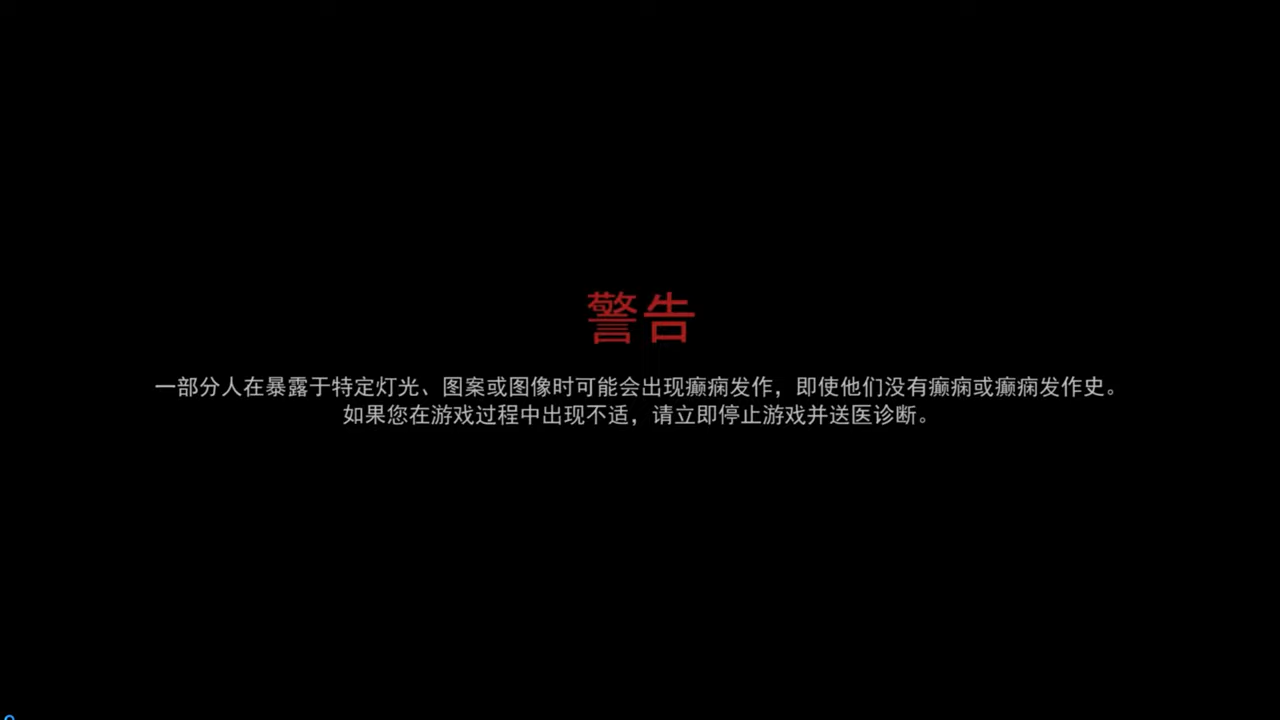 警告
一部分人在暴露于特定灯光、图案或图像时可能会出现癫痫发作，即使他们没有癫痫或癫痫发作史。
如果您在游戏过程中出现不适，请立即停止游戏并送医诊断。